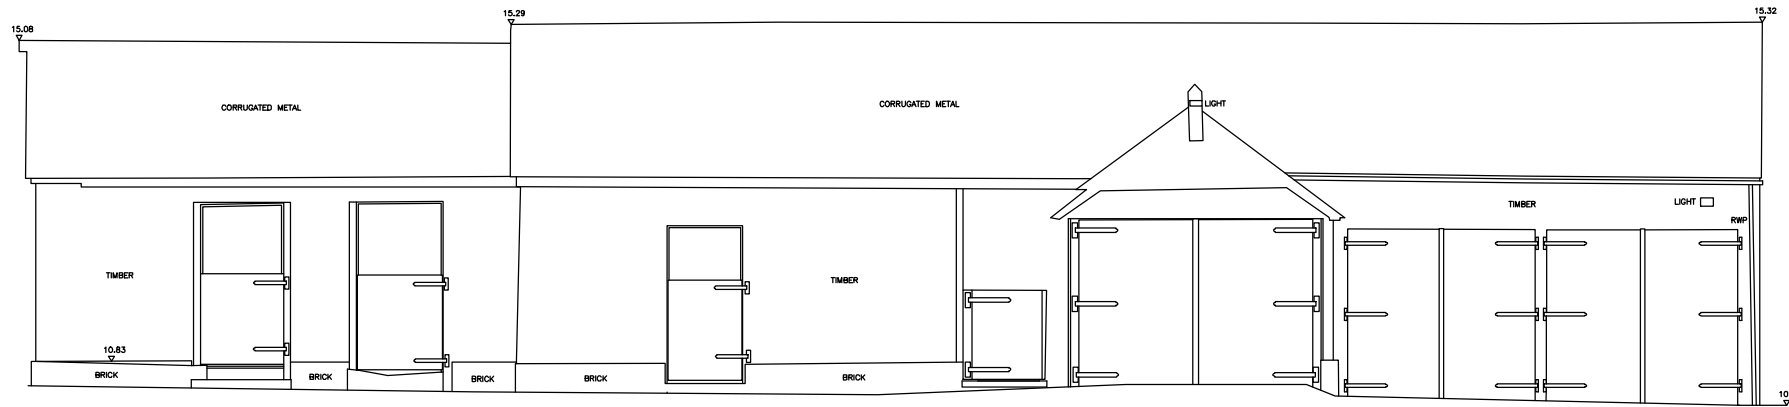 15.08
15.29
15.32
CORRUGATED METAL
CORRUGATED METAL
LIGHT
TIMBER
LIGHT
RWP
TIMBER
TIMBER
10.83
BRICK
BRICK
BRICK
BRICK
BRICK
10